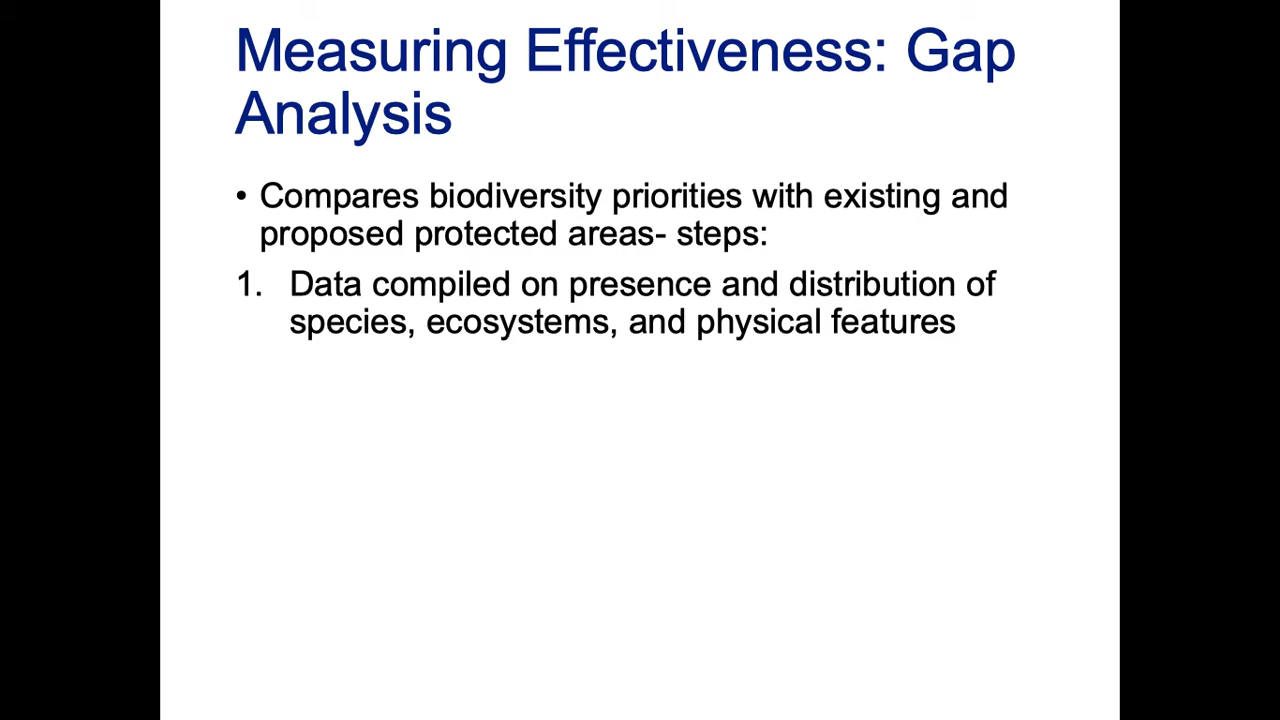 Measuring Effectiveness: Gap
Analysis
• Compares biodiversity priorities with existing and
proposed protected areas- steps:
1. Data compiled on presence and distribution of
species, ecosystems, and physical features